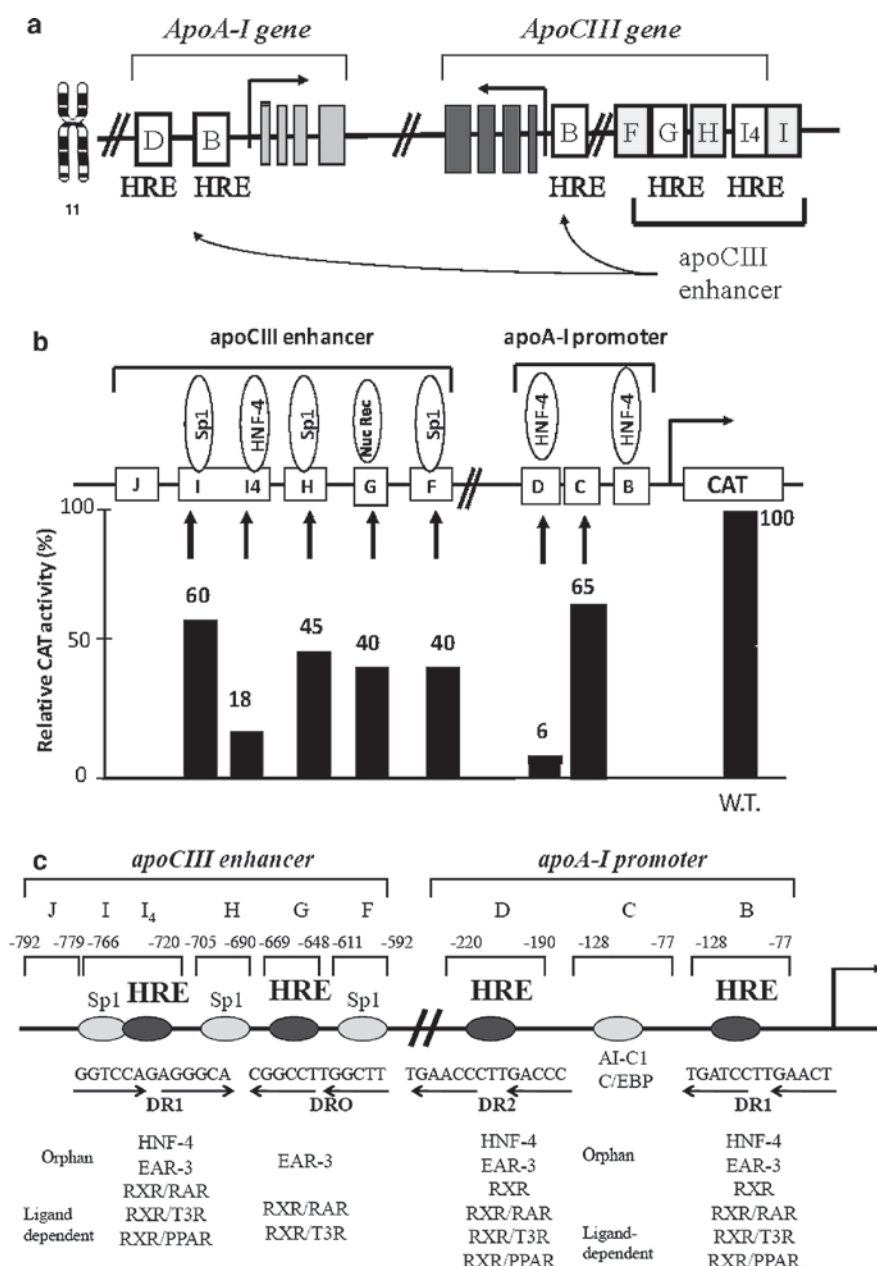 a
ApoA-I gene ApoCIII gene
D B B F G H I4 I
HRE HRE HRE HRE HRE
11
apoCIII
enhancer
b
apoCIII enhancer apoA-I promoter
Sp1 HNF-4 Sp1 Nuc Rec Sp1 HNF-4 HNF-4
J I I4 H G F D C B CAT
Relative CAT activity (%)
100
50
0
60 18 45 40 40 6 65 100
W.T.
c
apoCIII enhancer apoA-I promoter
J I I4 H G F D C B
-792 -779 -766 -720 -705 -690 -669 -648 -611 -592 -220 -190 -128 -77 -128 -77
Sp1 HRE Sp1 HRE Sp1 HRE HRE
AI-C1
C/EBP
GGTCCAGAGGGCA CGGCCTTGGCTT TGAACCCTTGACCC TGATCCTTGAACT
DR1 DRO DR2 DR1
Orphan
HNF-4
EAR-3
RXR/RAR
Ligand
dependent
RXR/T3R
RXR/PPAR
EAR-3
RXR/RAR
RXR/T3R
HNF-4
EAR-3
RXR
RXR/RAR
RXR/T3R
RXR/PPAR
Orphan
Ligand-
dependent
HNF-4
EAR-3
RXR
RXR/RAR
RXR/T3R
RXR/PPAR